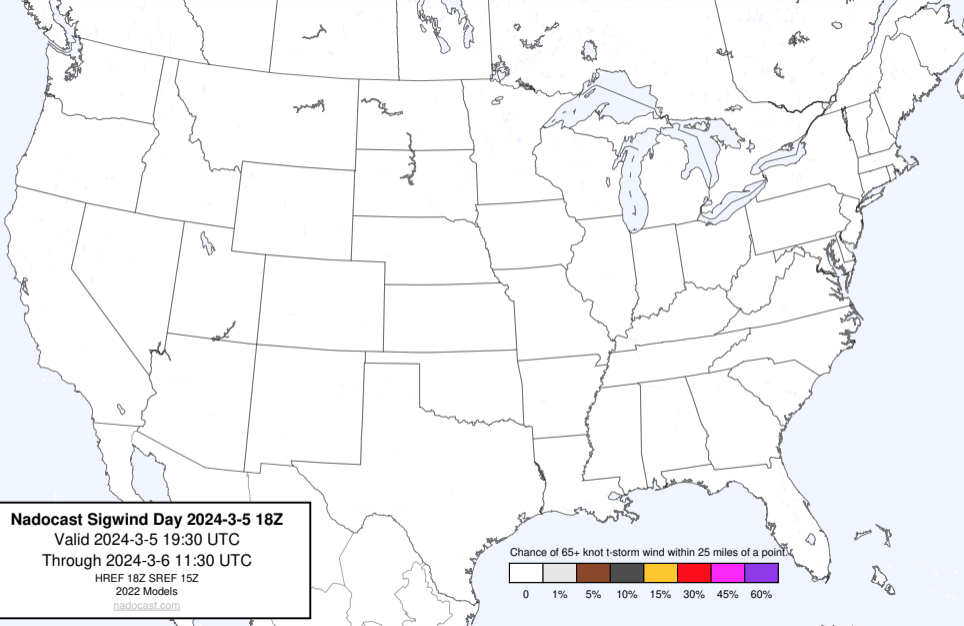 Nadocast Sigwind Day 2024-3-5 18Z
Valid 2024-3-5 19:30 UTC
Through 2024-3-6 11:30 UTC
HREF 18Z SREF 15Z
2022 Models
nadocast.com
Chance of 65+ knot t-storm wind within 25 miles of a point.
0 1% 5% 10% 15% 30% 45% 60%